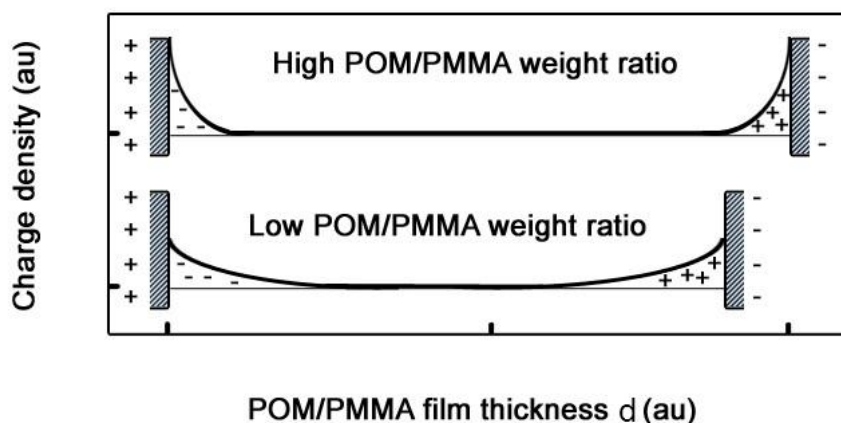 High POM/PMMA weight ratio
Low POM/PMMA weight ratio
Charge density (au)
POM/PMMA film thickness d (au)